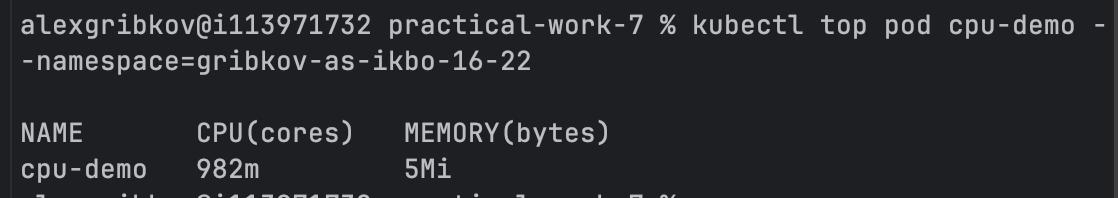 alexgribkov@i113971732 practical-work-7 % kubectl top pod cpu-demo -
-namespace=gribkov-as-ikbo-16-22
NAME CPU(cores) MEMORY(bytes)
cpu-demo 982m 5Mi